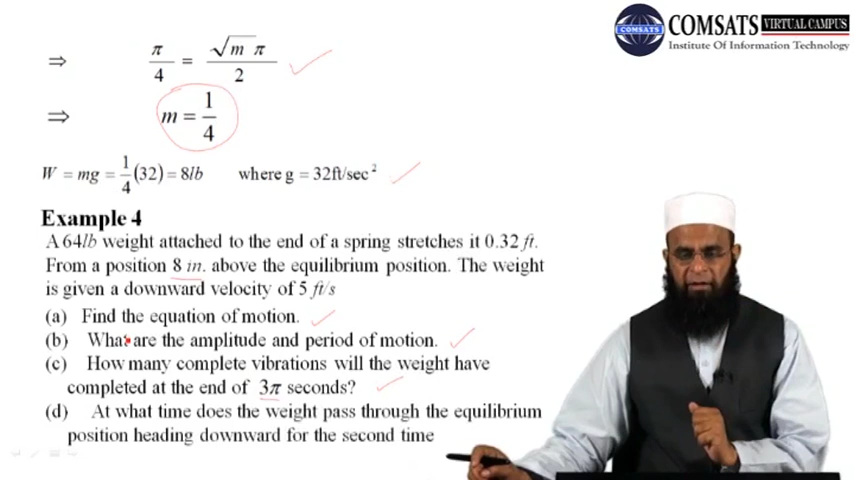 COMSATS VIRTUAL CAMPUS
COMSATS
Institute Of Information Technology
⇒ π/4 = √m π/2
⇒ m = 1/4
W = mg = 1/4 (32) = 8lb where g = 32ft/sec²
Example 4
A 64lb weight attached to the end of a spring stretches it 0.32 ft.
From a position 8 in. above the equilibrium position. The weight
is given a downward velocity of 5 ft/s
(a) Find the equation of motion.
(b) What are the amplitude and period of motion.
(c) How many complete vibrations will the weight have
completed at the end of 3π seconds?
(d) At what time does the weight pass through the equilibrium
position heading downward for the second time